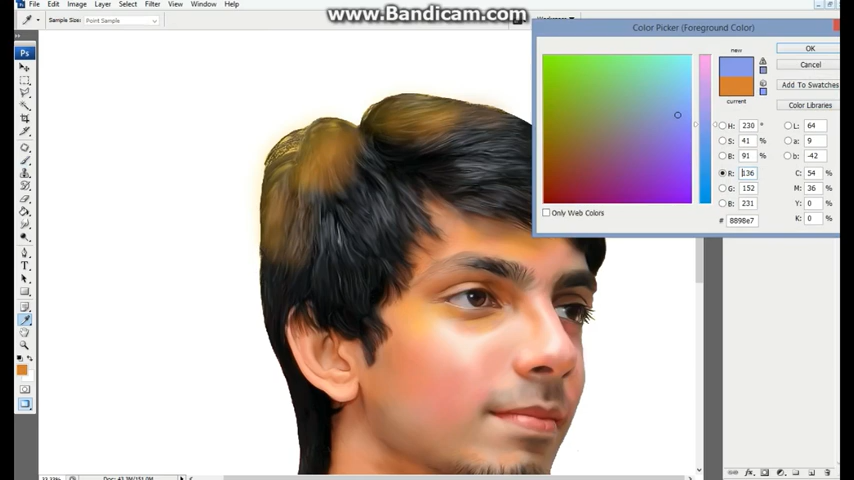 www.Bandicam.com
File Edit Image Layer Select Filter View Window Help
Sample Size: Point Sample
Color Picker (Foreground Color)
Ps
new
current
OK
Cancel
Add To Swatches
Color Libraries
H: 230 °
S: 41 %
B: 91 %
R: 136
G: 152
B: 231
L: 64
a: 9
b: -42
C: 54 %
M: 36 %
Y: 0 %
K: 0 %
# 8898e7
Only Web Colors
T
fx